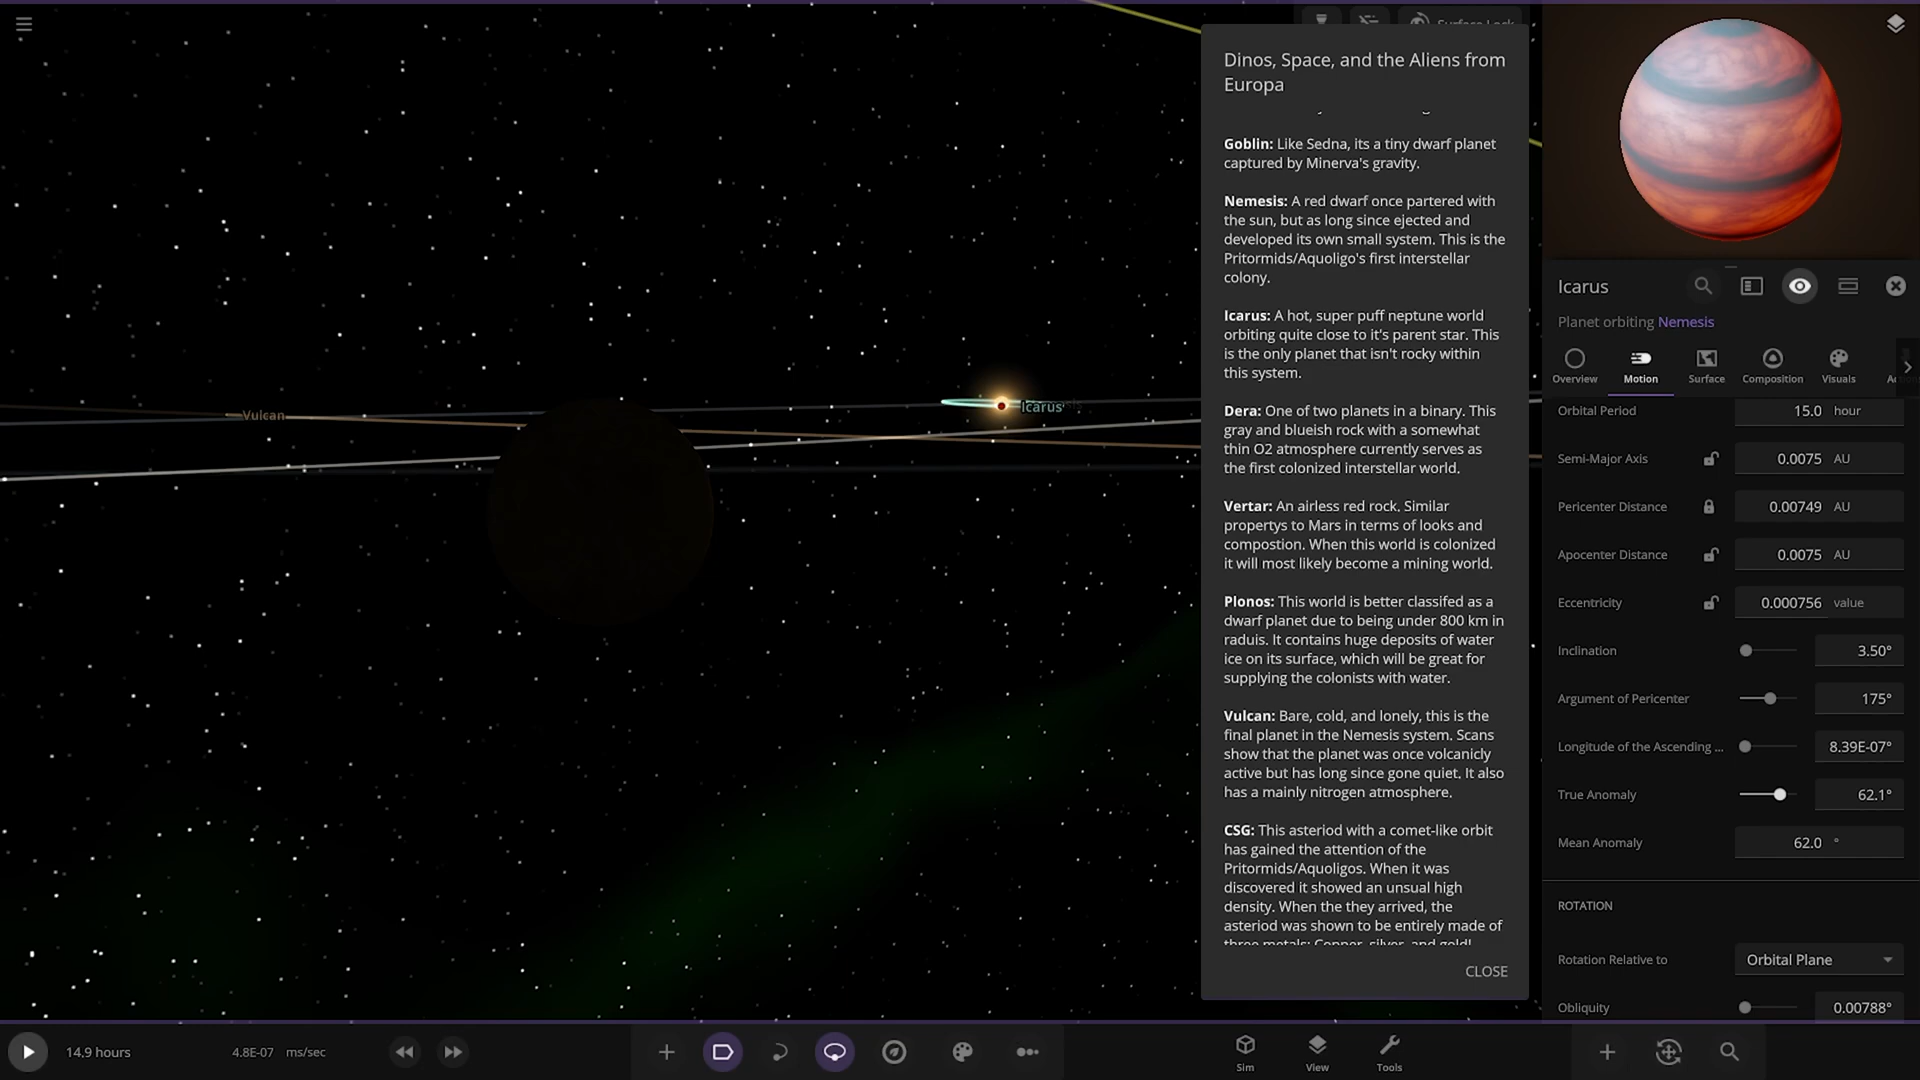 Surface Lock
Dinos, Space, and the Aliens from
Europa
Goblin: Like Sedna, its a tiny dwarf planet
captured by Minerva's gravity.
Nemesis: A red dwarf once partered with
the sun, but as long since ejected and
developed its own small system. This is the
Pritormids/Aquoligo's first interstellar
colony.
Icarus: A hot, super puff neptune world
orbiting quite close to it's parent star. This
is the only planet that isn't rocky within
this system.
Dera: One of two planets in a binary. This
gray and blueish rock with a somewhat
thin O2 atmosphere currently serves as
the first colonized interstellar world.
Vertar: An airless red rock. Similar
propertys to Mars in terms of looks and
compostion. When this world is colonized
it will most likely become a mining world.
Plonos: This world is better classifed as a
dwarf planet due to being under 800 km in
raduis. It contains huge deposits of water
ice on its surface, which will be great for
supplying the colonists with water.
Vulcan: Bare, cold, and lonely, this is the
final planet in the Nemesis system. Scans
show that the planet was once volcanicly
active but has long since gone quiet. It also
has a mainly nitrogen atmosphere.
CSG: This asteriod with a comet-like orbit
has gained the attention of the
Pritormids/Aquoligos. When it was
discovered it showed an unsual high
density. When the they arrived, the
asteriod was shown to be entirely made of
three metals: Copper, silver, and gold!
CLOSE
Vulcan
Icarus
Icarus
Planet orbiting Nemesis
Overview Motion Surface Composition Visuals
Orbital Period 15.0 hour
Semi-Major Axis 0.0075 AU
Pericenter Distance 0.00749 AU
Apocenter Distance 0.0075 AU
Eccentricity 0.000756 value
Inclination 3.50°
Argument of Pericenter 175°
Longitude of the Ascending ... 8.39E-07°
True Anomaly 62.1°
Mean Anomaly 62.0 °
ROTATION
Rotation Relative to Orbital Plane
Obliquity 0.00788°
14.9 hours 4.8E-07 ms/sec
Sim View Tools